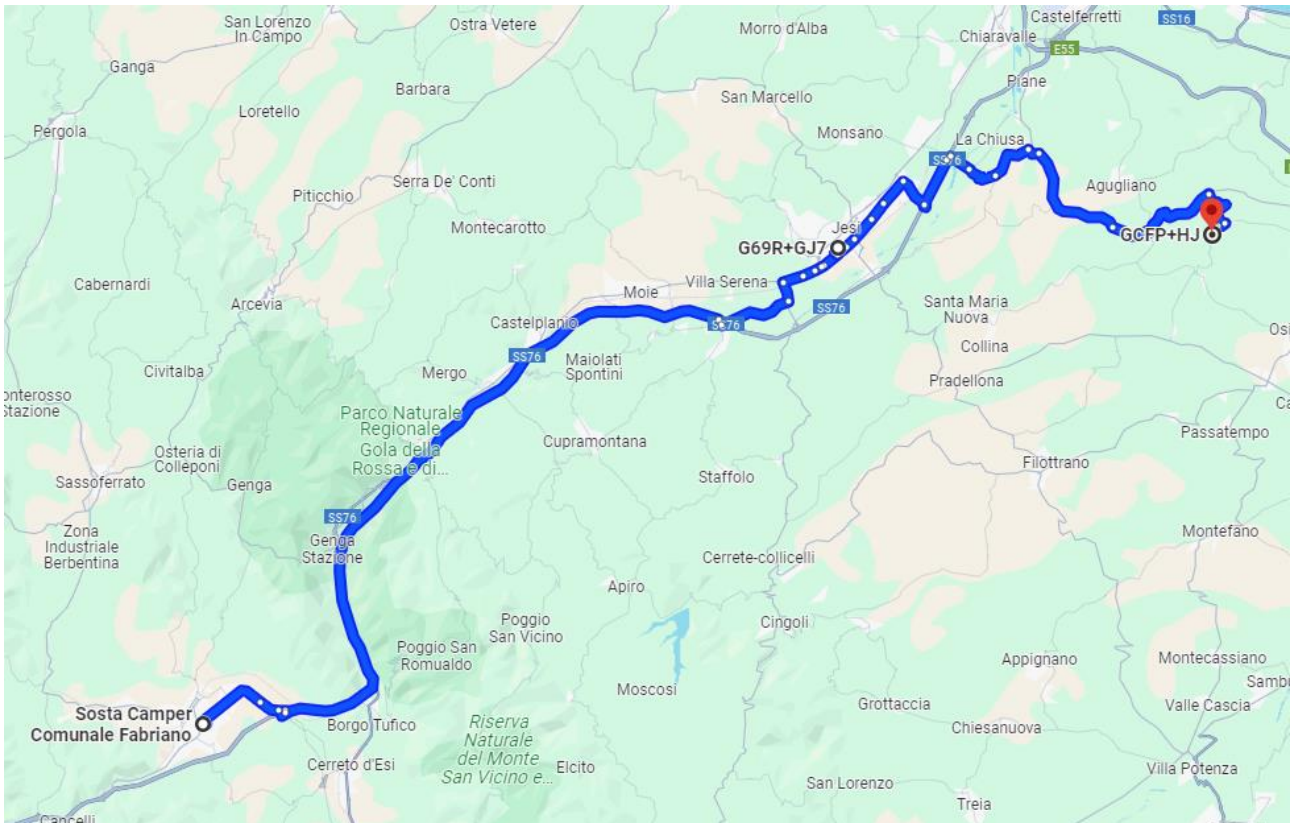 San Lorenzo
In Campo
Ostra Vetere
Morro d'Alba
Castelferretti
SS16
Chiaravalle
E55
Ganga
Piane
Barbara
San Marcello
Loretello
Monsano
Pergola
La Chiusa
SS76
Serra De' Conti
Piticchio
Agugliano
Montecarotto
Jesi
GCFP+HJ
G69R+GJ7
Cabernardi
Villa Serena
Moie
Arcevia
SS76
Santa Maria
Nuova
Castelplanio
SS76
SS76
Maiolati
Spontini
Collina
Civitalba
Mergo
Pradellona
Stazione
Parco Naturale
Regionale
Gola della
Rossa e di...
Passatempo
Cupramontana
Osteria di
Colleponi
Filottrano
Sassoferrato
Genga
Staffolo
SS76
Montefano
Zona
Industriale
Berbentina
Genga
Stazione
Cerrete-collicelli
Apiro
Poggio
San Vicino
Cingoli
Poggio San
Romualdo
Appignano
Montecassiano
Moscosi
Grottaccia
Valle Cascia
Sosta Camper
Comunale Fabriano
Borgo Tufico
Riserva
Naturale
del Monte
San Vicino e...
Chiesanuova
Cerreto d'Esi
Elcito
Villa Potenza
San Lorenzo
Treia
Cancelli